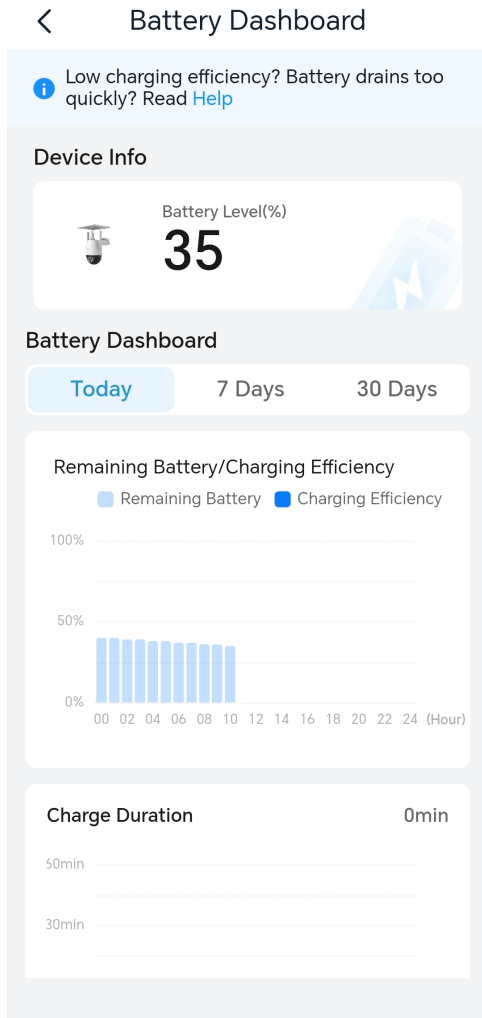 Battery Dashboard
Low charging efficiency? Battery drains too
quickly? Read Help
Device Info
Battery Level(%)
35
Battery Dashboard
Today 7 Days 30 Days
Remaining Battery/Charging Efficiency
Remaining Battery Charging Efficiency
100%
50%
0%
00 02 04 06 08 10 12 14 16 18 20 22 24 (Hour)
Charge Duration 0min
60min
30min